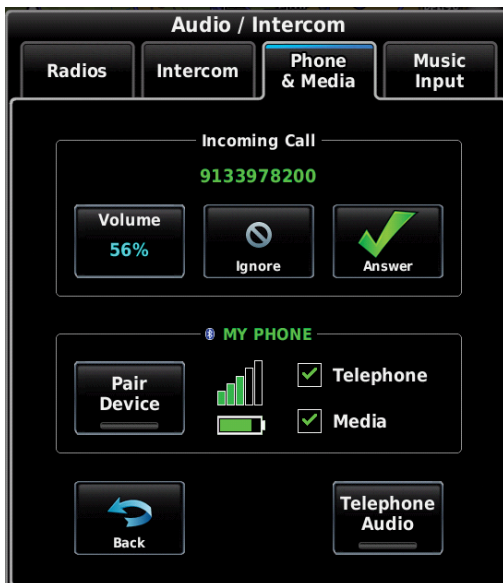 Audio / Intercom
Radios
Intercom
Phone
& Media
Music
Input
Incoming Call
9133978200
Volume
56%
Ignore
Answer
MY PHONE
Pair
Device
Telephone
Media
Back
Telephone
Audio